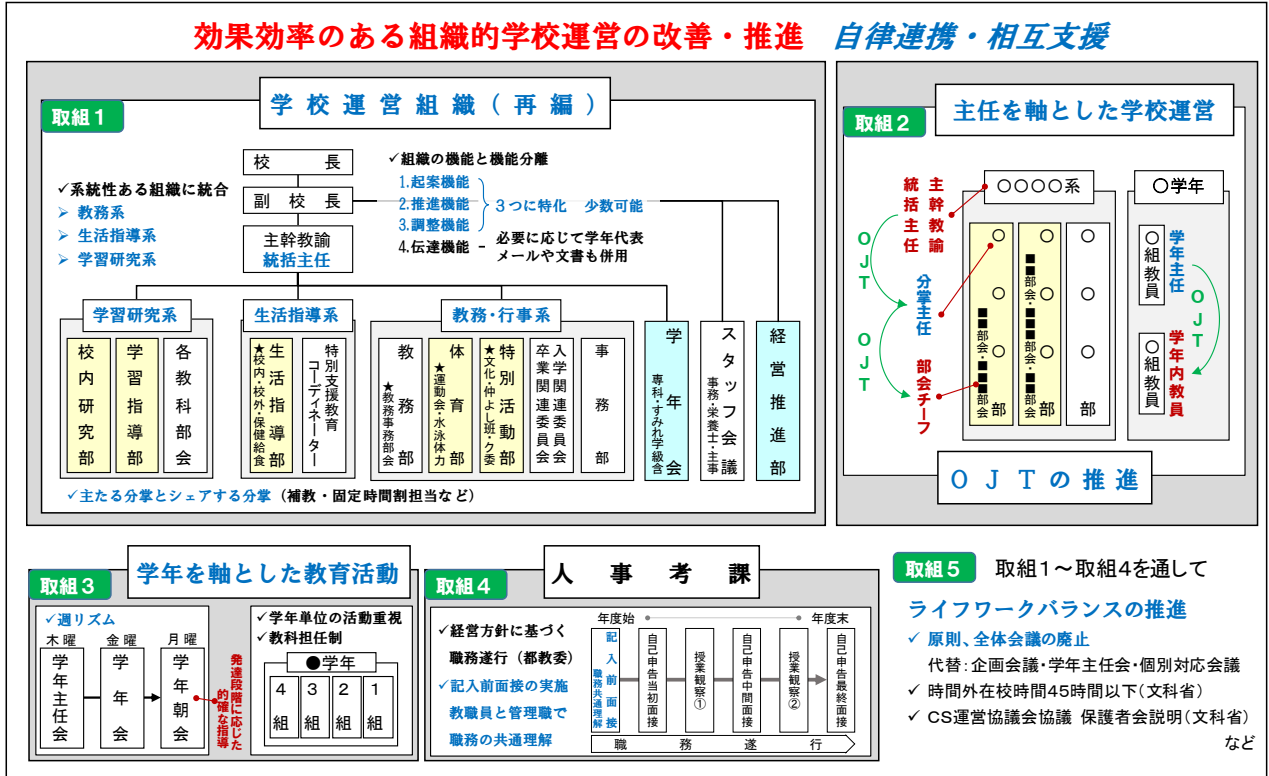 効果効率のある組織的学校運営の改善・推進　自律連携・相互支援
取組１
学校運営組織(再編)
校長
副校長
主幹教諭
統括主任
✓系統性ある組織に統合
➢ 教務系
➢ 生活指導系
➢ 学習研究系
✓組織の機能と機能分離
1.起案機能
2.推進機能
3.調整機能
３つに特化　少数可能
4.伝達機能 － 必要に応じて学年代表
メールや文書も併用
学習研究系
校内研究部
学習指導部
各教科部会
生活指導系
生活指導部
★校内・校外・保健給食
特別支援教育
コーディネーター
教務・行事系
教務部
★教務事務部会
体育部
★運動会・水泳体力
特別活動部
★文化・仲よし班・ク委
入学関連委員会
卒業関連委員会
事務部
学年会
専科・すみれ学級含
スタッフ会議
事務・栄養士・主事
経営推進部
✓主たる分掌とシェアする分掌（補教・固定時間割担当など）
取組２
主任を軸とした学校運営
主幹教諭
統括主任
OJT
分掌主任
OJT
部会チーフ
○○○○系
○
○
○
■■部会・■■部会
部
○
○
○
■■部会・■■■部会・■■部会
部
○
○
○
部
○学年
○組教員
○組教員
学年主任
OJT
学年内教員
ＯＪＴの推進
取組３
学年を軸とした教育活動
✓週リズム
木曜　金曜　月曜
学年主任会
学年会
学年朝会
発達段階に応じた
的確な指導
✓学年単位の活動重視
✓教科担任制
●学年
４組
３組
２組
１組
取組４
人事考課
✓経営方針に基づく
職務遂行（都教委）
✓記入前面接の実施
教職員と管理職で
職務の共通理解
年度始　年度末
記入前面接
職務共通理解
自己申告当初面接
授業観察①
自己申告中間面接
授業観察②
自己申告最終面接
職務遂行
取組５　取組１～取組４を通して
ライフワークバランスの推進
✓ 原則、全体会議の廃止
代替：企画会議・学年主任会・個別対応会議
✓ 時間外在校時間45時間以下（文科省）
✓ CS運営協議会協議 保護者会説明（文科省）
など